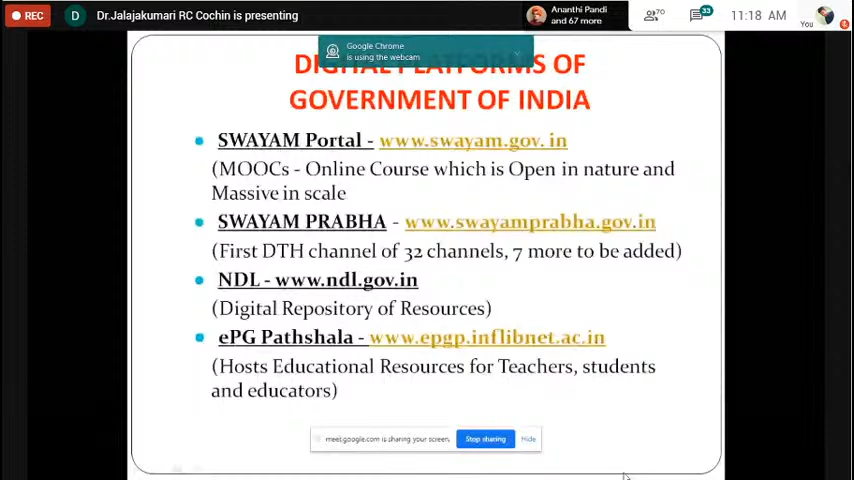 REC
D
Dr.Jalajakumari RC Cochin is presenting
Ananthi Pandi
and 67 more
70
33
11:18 AM
You
Google Chrome
is using the webcam
DIGITAL PLATFORMS OF
GOVERNMENT OF INDIA
SWAYAM Portal - www.swayam.gov. in
(MOOCs - Online Course which is Open in nature and
Massive in scale
SWAYAM PRABHA - www.swayamprabha.gov.in
(First DTH channel of 32 channels, 7 more to be added)
NDL - www.ndl.gov.in
(Digital Repository of Resources)
ePG Pathshala - www.epgp.inflibnet.ac.in
(Hosts Educational Resources for Teachers, students
and educators)
meet.google.com is sharing your screen.
Stop sharing
Hide